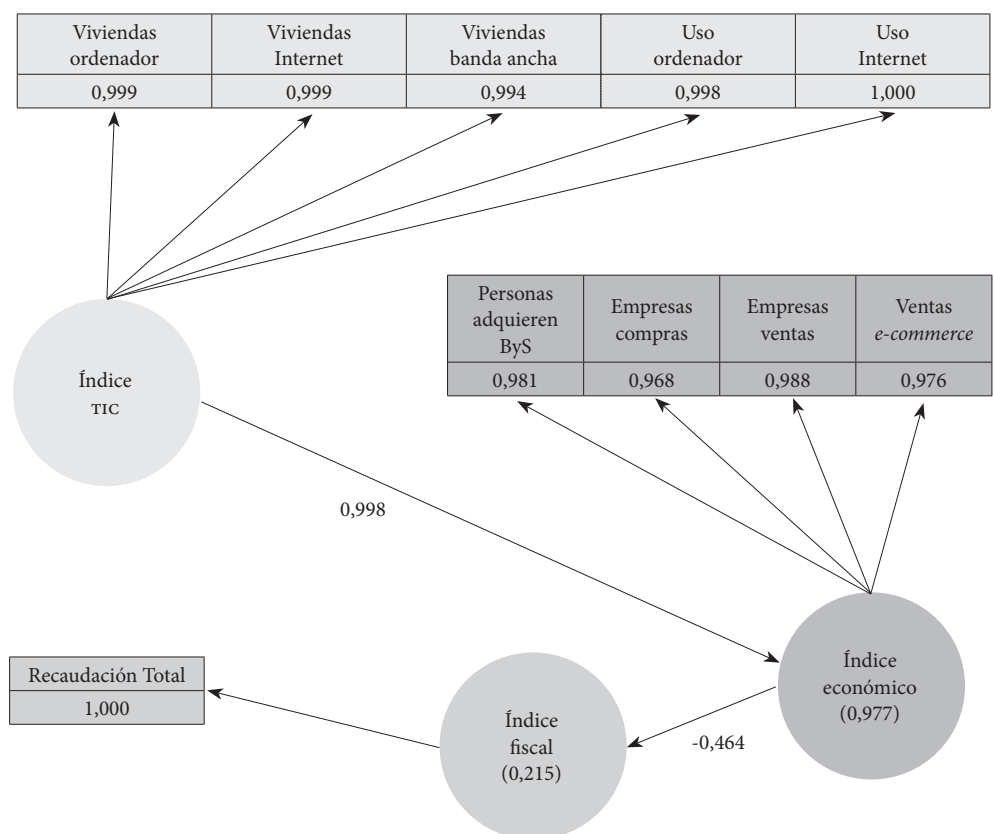 Viviendas
ordenador
Viviendas
Internet
Viviendas
banda ancha
Uso
ordenador
Uso
Internet
0,999
0,999
0,994
0,998
1,000
Personas
adquieren
ByS
Empresas
compras
Empresas
ventas
Ventas
e-commerce
0,981
0,968
0,988
0,976
Índice
TIC
0,998
Índice
económico
(0,977)
-0,464
Índice
fiscal
(0,215)
Recaudación Total
1,000